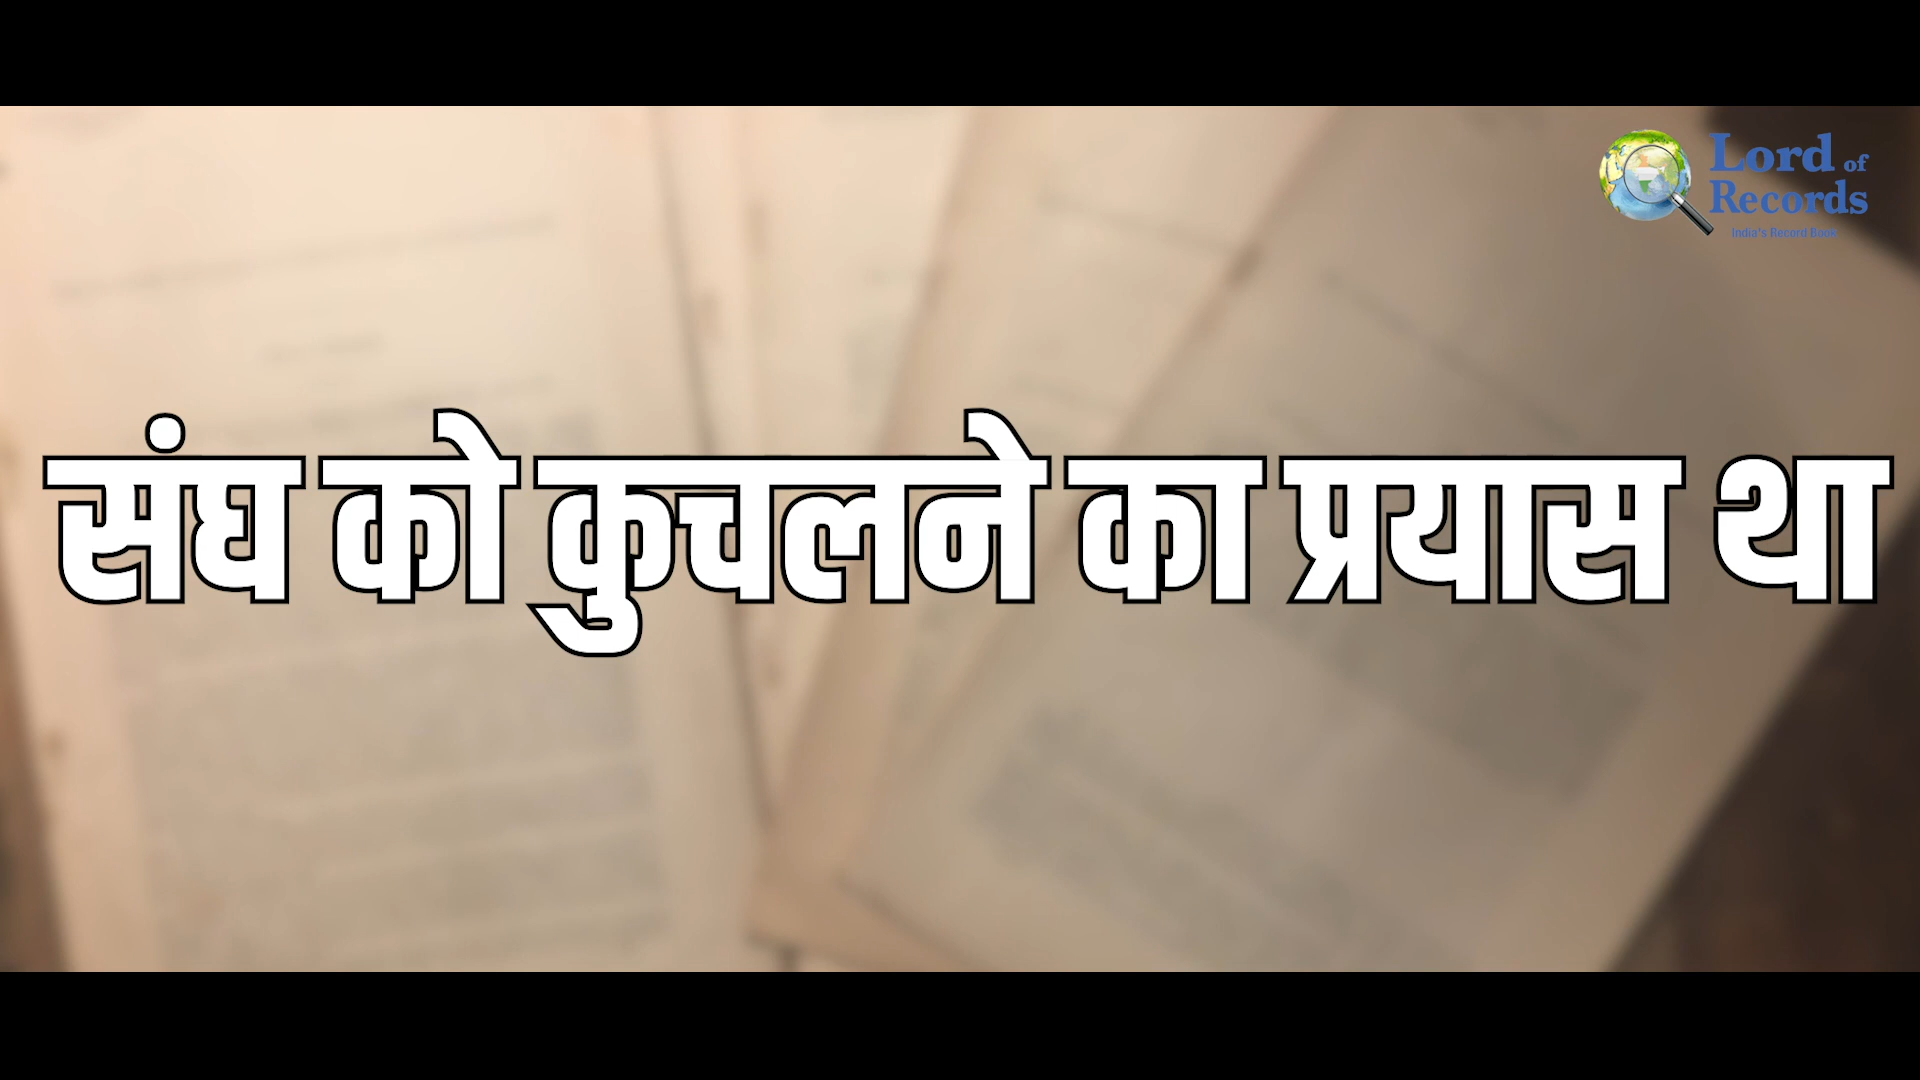 Lord of
Records
India's Record Book
संघ को कुचलने का प्रयास था